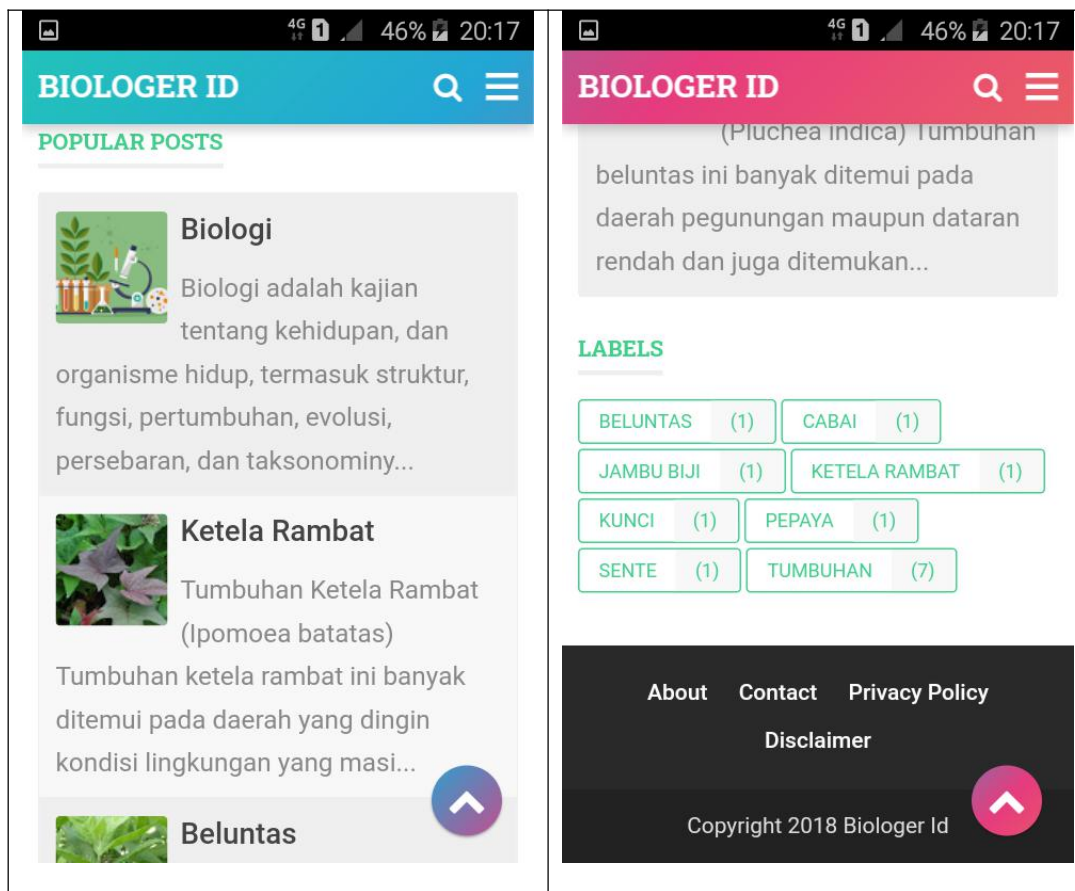 4G 1 46% 20:17
BIOLOGER ID
POPULAR POSTS
Biologi
Biologi adalah kajian
tentang kehidupan, dan
organisme hidup, termasuk struktur,
fungsi, pertumbuhan, evolusi,
persebaran, dan taksonominy...
Ketela Rambat
Tumbuhan Ketela Rambat
(Ipomoea batatas)
Tumbuhan ketela rambat ini banyak
ditemui pada daerah yang dingin
kondisi lingkungan yang masi...
Beluntas
4G 1 46% 20:17
BIOLOGER ID
(Pluchea indica) Tumbuhan
beluntas ini banyak ditemui pada
daerah pegunungan maupun dataran
rendah dan juga ditemukan...
LABELS
BELUNTAS (1) CABAI (1)
JAMBU BIJI (1) KETELA RAMBAT (1)
KUNCI (1) PEPAYA (1)
SENTE (1) TUMBUHAN (7)
About Contact Privacy Policy
Disclaimer
Copyright 2018 Biologer Id